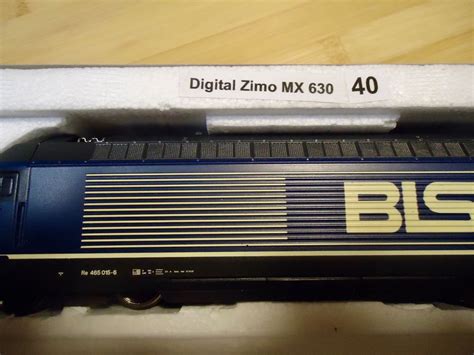 Digital Zimo MX 630 40
BLS
Re 465 015-6